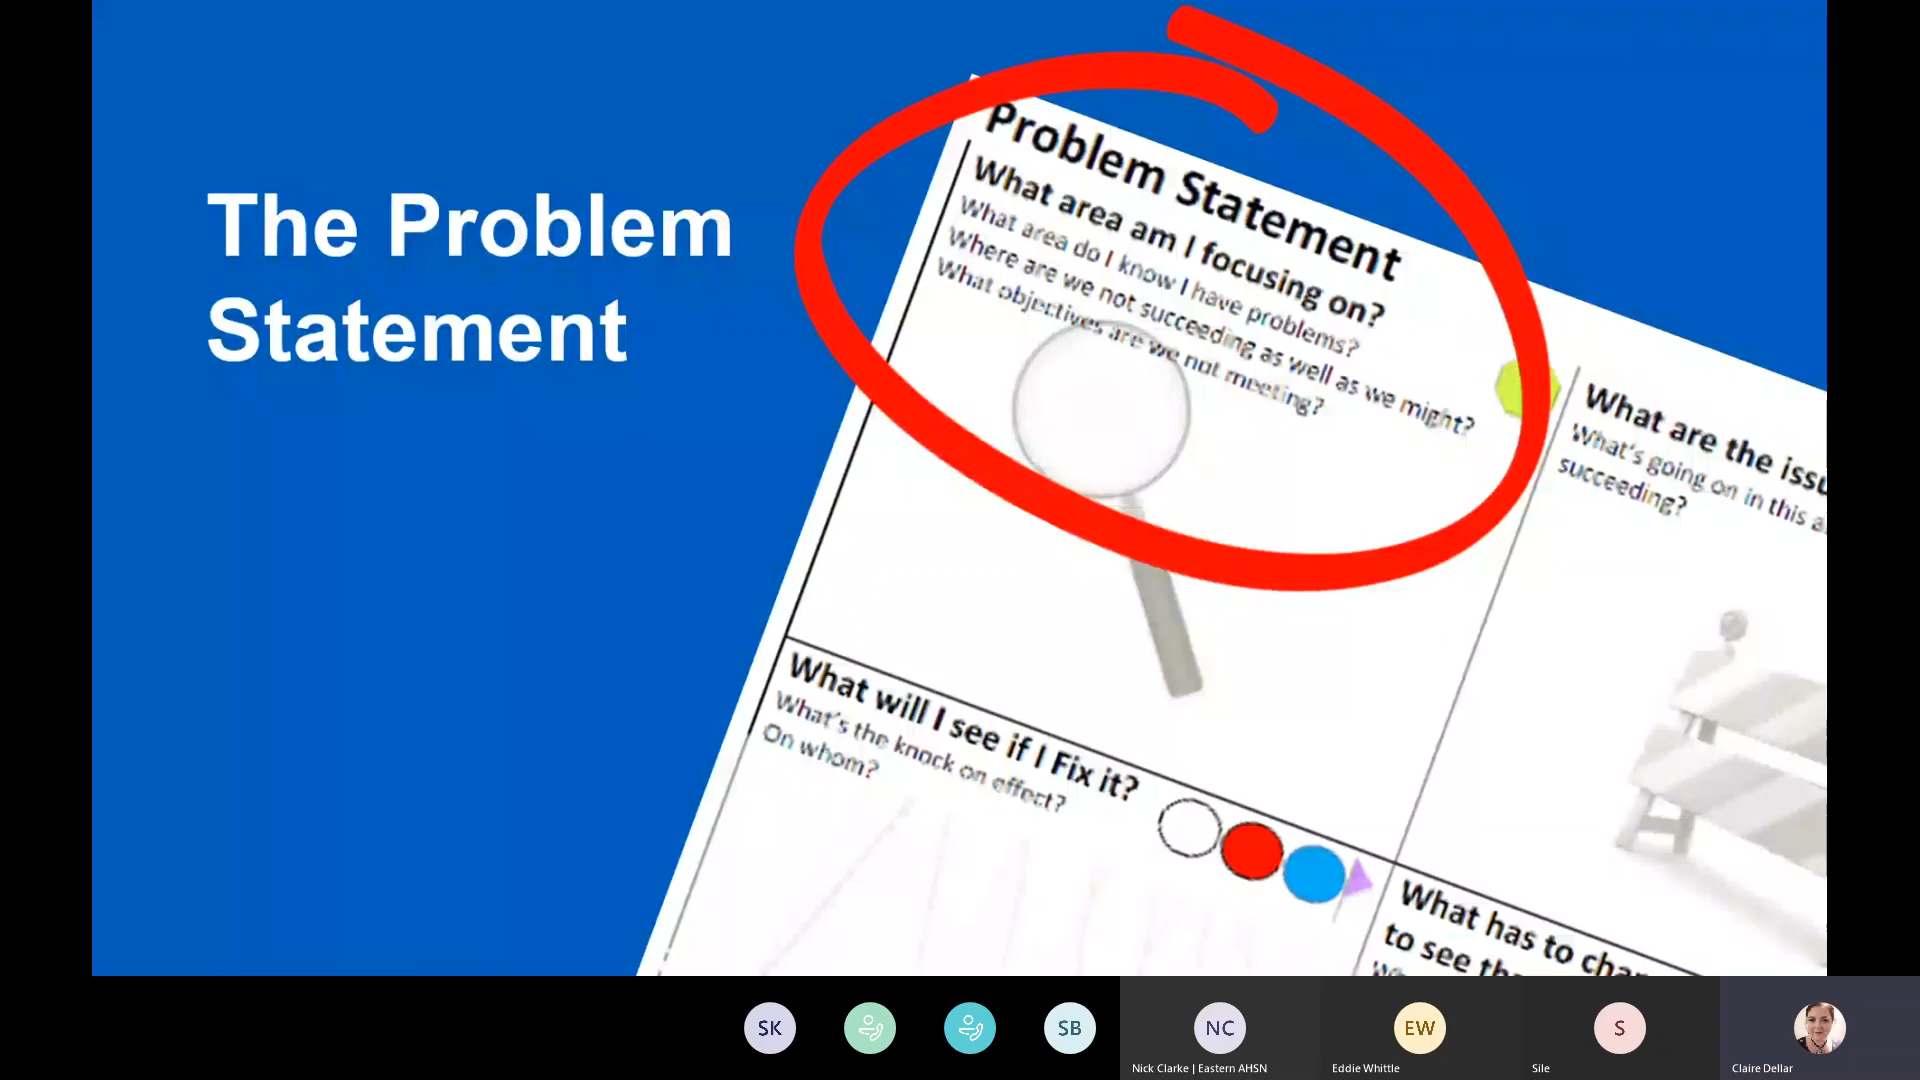 The Problem
Statement
Problem Statement
What area am I focusing on?
What area do I know I have problems?
Where are we not succeeding as well as we might?
What objectives are we not meeting?
What are the issu
What's going on in this a
succeeding?
What will I see if I Fix it?
What's the knock on effect?
On whom?
What has to chan
to see th
SK
SB
NC
EW
S
Nick Clarke | Eastern AHSN
Eddie Whittle
Sile
Claire Dellar